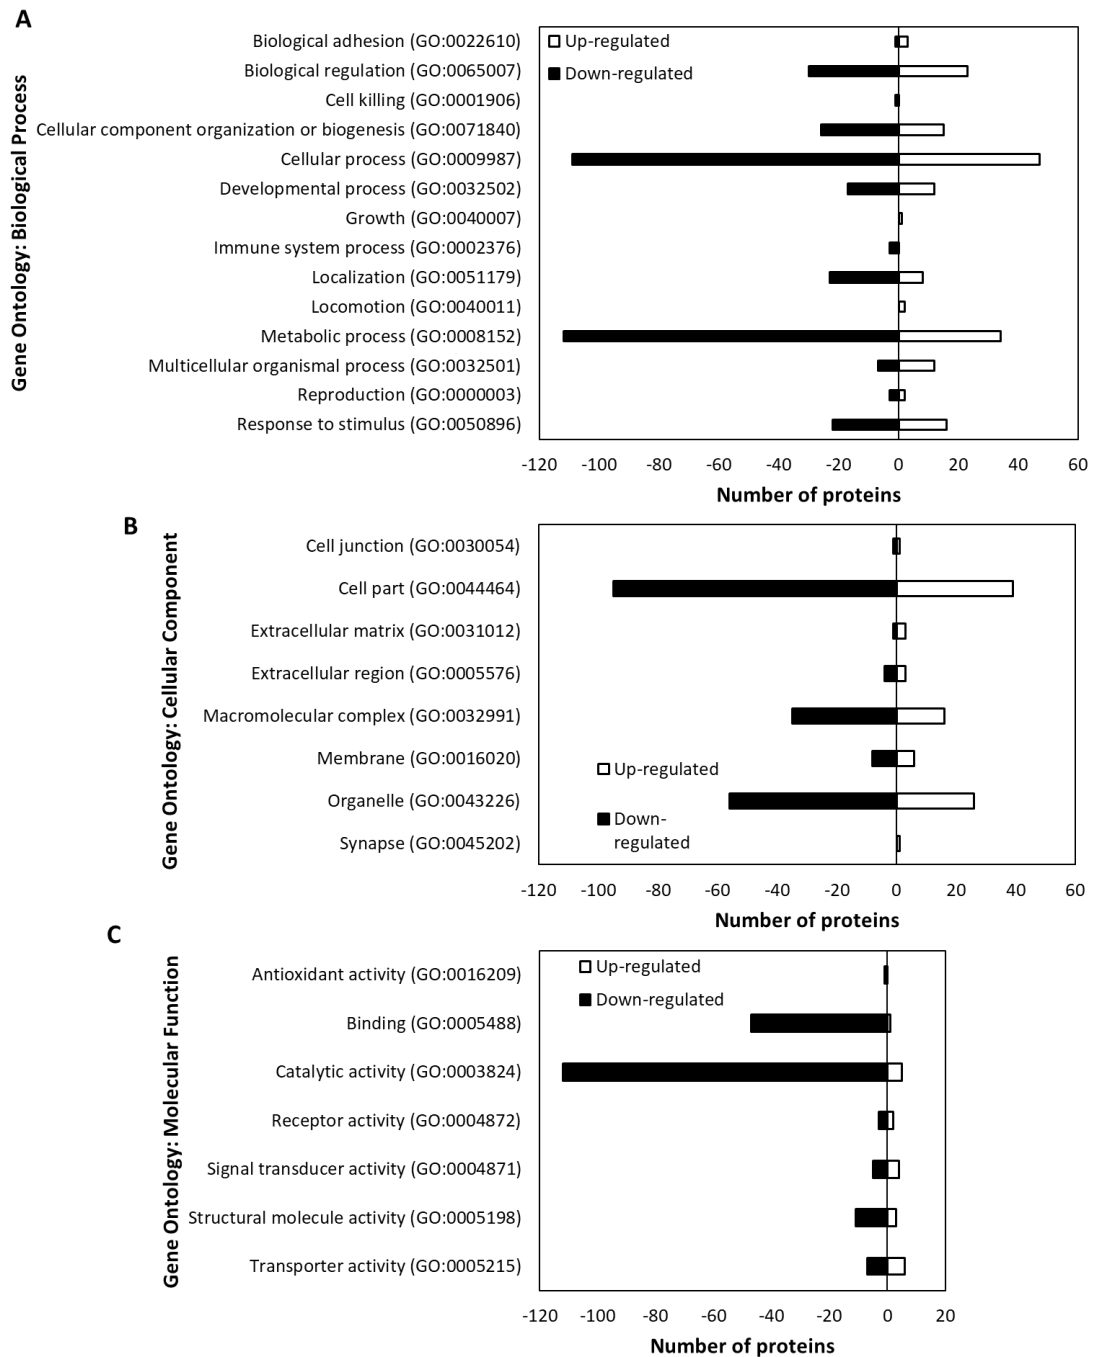 A
Gene Ontology: Biological Process
Up-regulated
Down-regulated
Biological adhesion (GO:0022610)
Biological regulation (GO:0065007)
Cell killing (GO:0001906)
Cellular component organization or biogenesis (GO:0071840)
Cellular process (GO:0009987)
Developmental process (GO:0032502)
Growth (GO:0040007)
Immune system process (GO:0002376)
Localization (GO:0051179)
Locomotion (GO:0040011)
Metabolic process (GO:0008152)
Multicellular organismal process (GO:0032501)
Reproduction (GO:0000003)
Response to stimulus (GO:0050896)
-120 -100 -80 -60 -40 -20 0 20 40 60
Number of proteins
B
Gene Ontology: Cellular Component
Cell junction (GO:0030054)
Cell part (GO:0044464)
Extracellular matrix (GO:0031012)
Extracellular region (GO:0005576)
Macromolecular complex (GO:0032991)
Membrane (GO:0016020)
Organelle (GO:0043226)
Synapse (GO:0045202)
Up-regulated
Down-
regulated
-120 -100 -80 -60 -40 -20 0 20 40 60
Number of proteins
C
Gene Ontology: Molecular Function
Up-regulated
Down-regulated
Antioxidant activity (GO:0016209)
Binding (GO:0005488)
Catalytic activity (GO:0003824)
Receptor activity (GO:0004872)
Signal transducer activity (GO:0004871)
Structural molecule activity (GO:0005198)
Transporter activity (GO:0005215)
-120 -100 -80 -60 -40 -20 0 20
Number of proteins